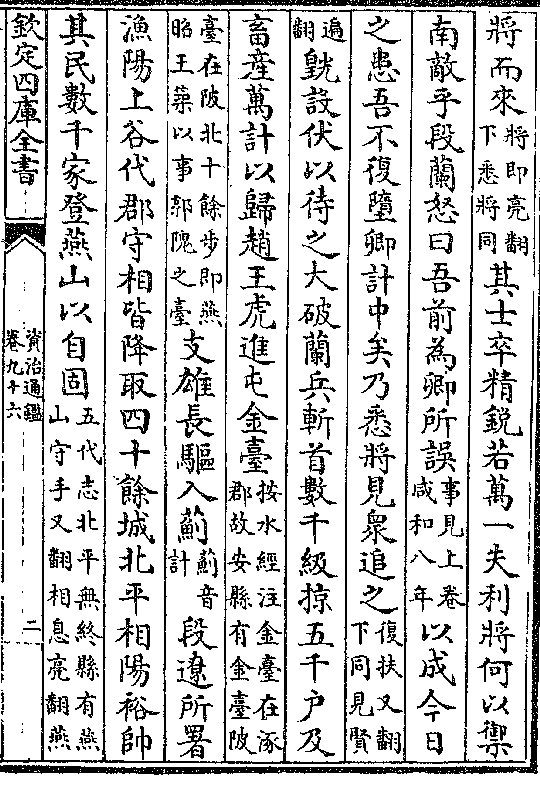 將而來將即亮翻下悉將同其士卒精銳若萬一失利將何以禦
南敵乎段蘭怒曰吾前為卿所誤事見上卷咸和八年以成今日
之患吾不復墮卿計中矣乃悉將見衆追之復扶又翻下同見賢
遍翻皝設伏以待之大破蘭兵斬首數千級掠五千户及
畜產萬計以歸趙王虎進屯金臺按水經注金臺在涿郡故安縣有金臺陂
臺在陂北十餘步即燕昭王築以事郭隗之臺支雄長驅入薊薊音計段遼所署
漁陽上谷代郡守相皆降取四十餘城北平相陽裕帥
其民數千家登燕山以自固五代志北平無終縣有燕山守手又翻相息亮翻燕
欽定四庫全書
資治通鑑
卷九十六
二